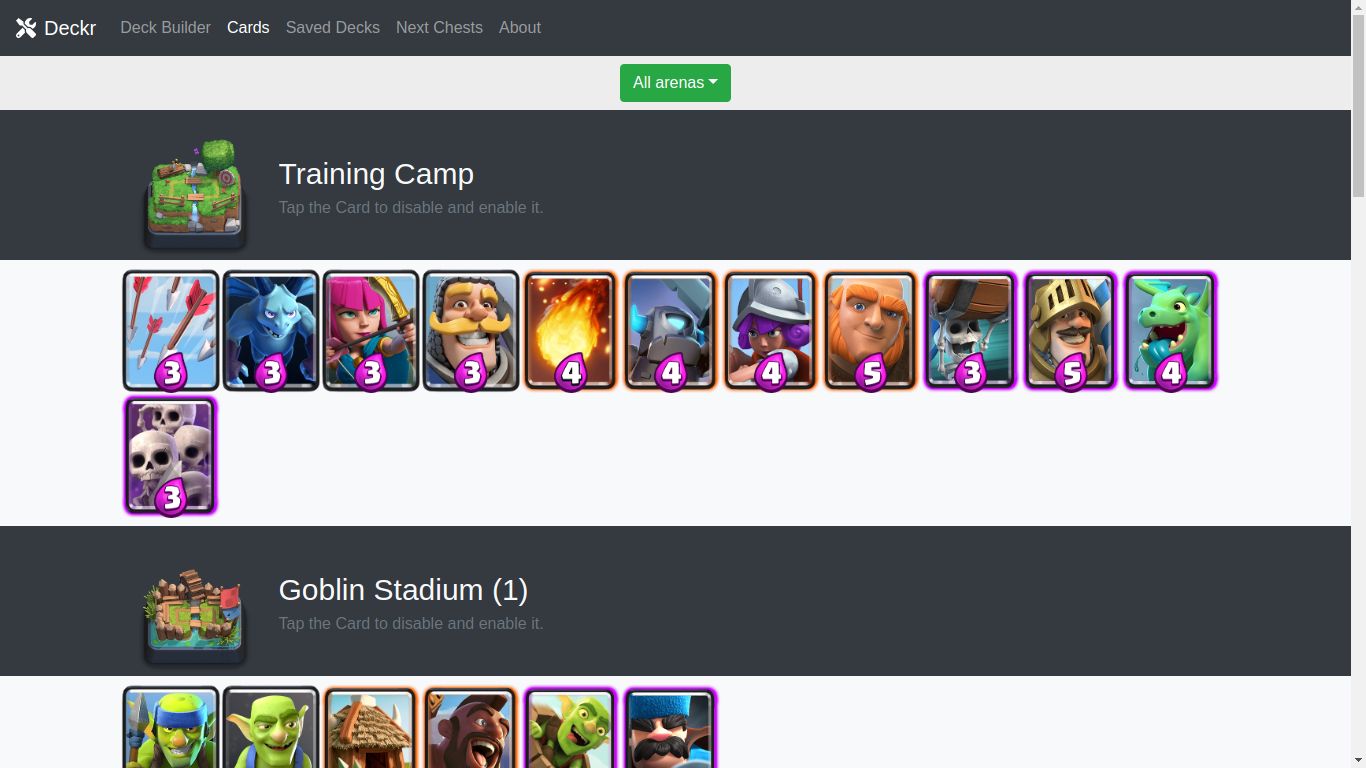 Deckr Deck Builder Cards Saved Decks Next Chests About
All arenas
Training Camp
Tap the Card to disable and enable it.
3 3 3 3 4 4 4 5 3 5 4
3
Goblin Stadium (1)
Tap the Card to disable and enable it.